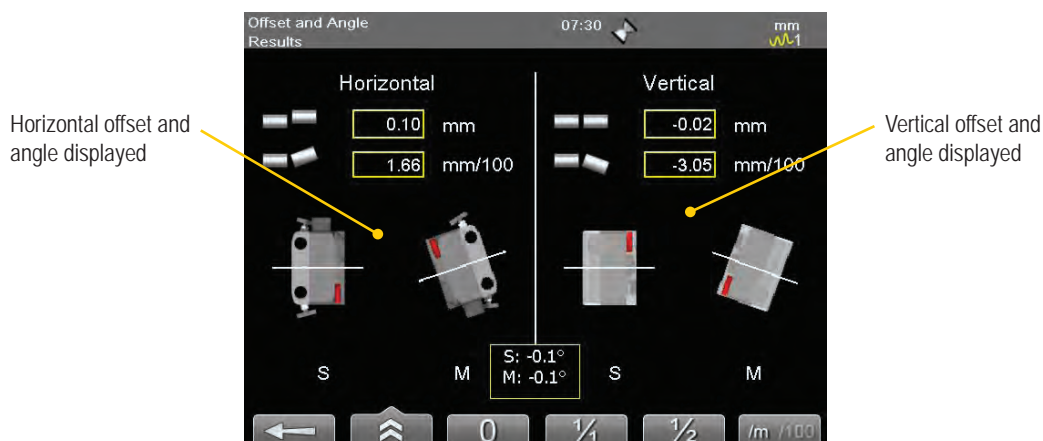 Offset and Angle
Results
07:30
mm
1
Horizontal
Vertical
0.10 mm
-0.02 mm
1.66 mm/100
-3.05 mm/100
Horizontal offset and
angle displayed
Vertical offset and
angle displayed
S
M
S: -0.1°
M: -0.1°
S
M
0
1/1
1/2
/m /100